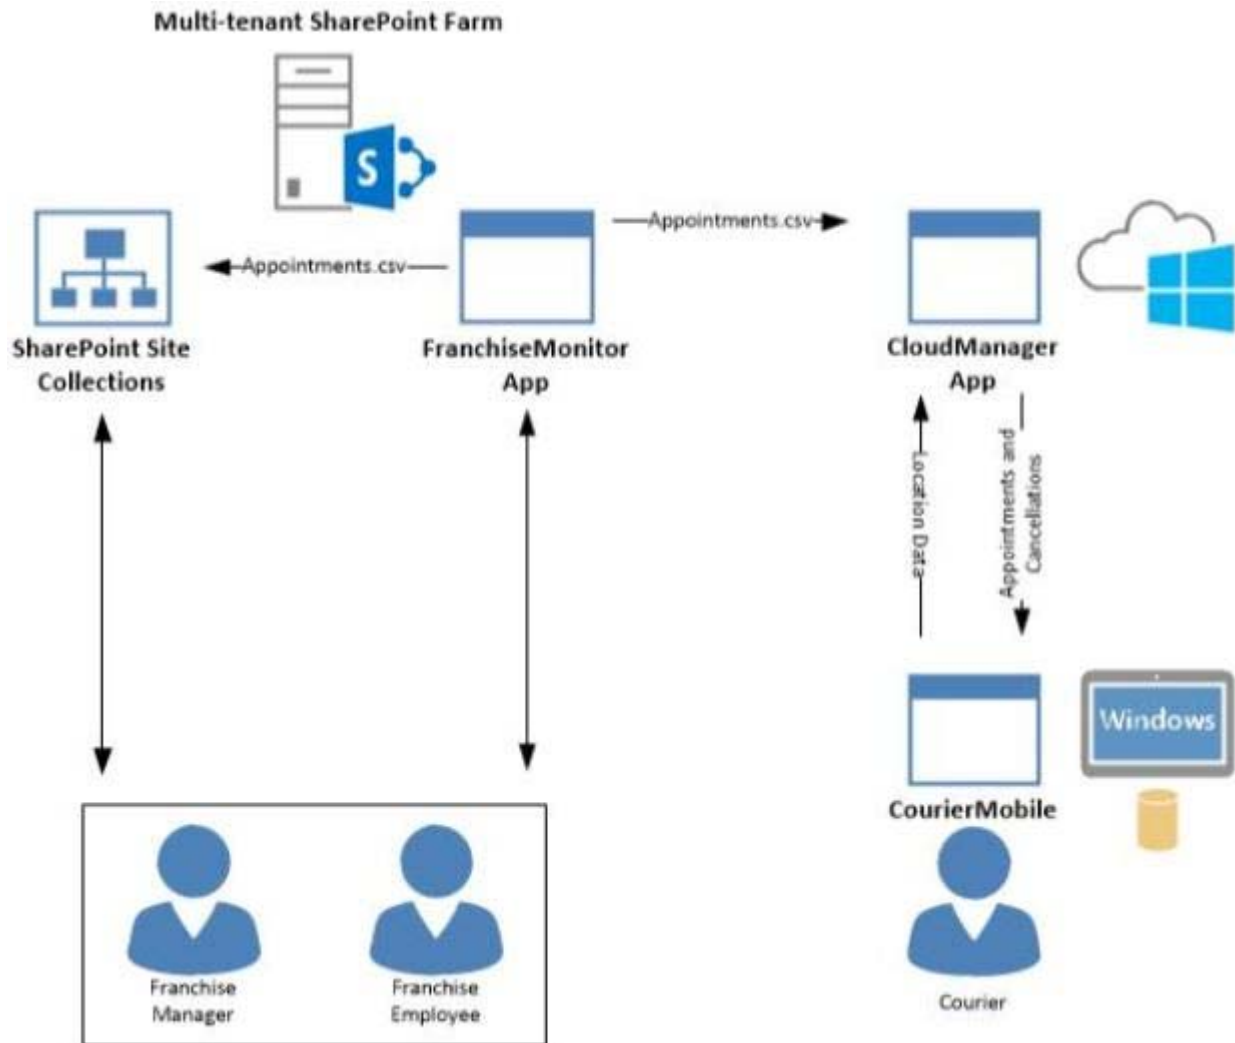 Multi-tenant SharePoint Farm
S
Appointments.csv
Appointments.csv
SharePoint Site
Collections
FranchiseMonitor
App
CloudManager
App
Location Data
Appointments and
Cancellations
Windows
CourierMobile
Franchise
Manager
Franchise
Employee
Courier